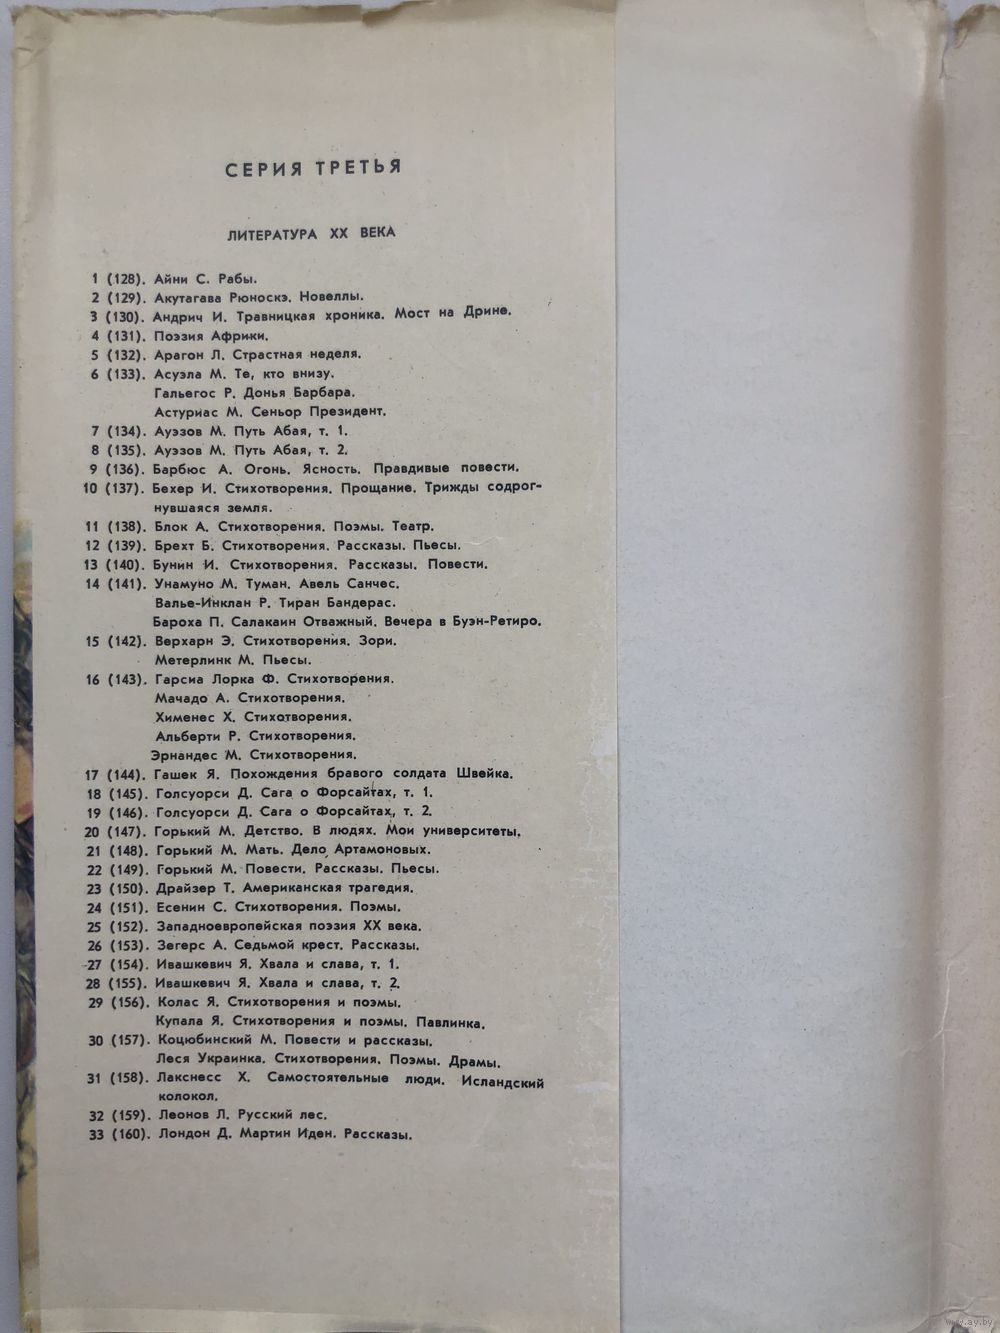 СЕРИЯ ТРЕТЬЯ
ЛИТЕРАТУРА XX ВЕКА
1 (128). Айни С. Рабы.
2 (129). Акутагава Рюноскэ. Новеллы.
3 (130). Андрич И. Травницкая хроника. Мост на Дрине.
4 (131). Поэзия Африки.
5 (132). Арагон Л. Страстная неделя.
6 (133). Асуэла М. Те, кто внизу.
Гальегос Р. Донья Барбара.
Астуриас М. Сеньор Президент.
7 (134). Ауэзов М. Путь Абая, т. 1.
8 (135). Ауэзов М. Путь Абая, т. 2.
9 (136). Барбюс А. Огонь. Ясность. Правдивые повести.
10 (137). Бехер И. Стихотворения. Прощание. Трижды содрог-
нувшаяся земля.
11 (138). Блок А. Стихотворения. Поэмы. Театр.
12 (139). Брехт Б. Стихотворения. Рассказы. Пьесы.
13 (140). Бунин И. Стихотворения. Рассказы. Повести.
14 (141). Унамуно М. Туман. Авель Санчес.
Валье-Инклан Р. Тиран Бандерас.
Бароха П. Салакаин Отважный. Вечера в Буэн-Ретиро.
15 (142). Верхарн Э. Стихотворения. Зори.
Метерлинк М. Пьесы.
16 (143). Гарсиа Лорка Ф. Стихотворения.
Мачадо А. Стихотворения.
Хименес Х. Стихотворения.
Альберти Р. Стихотворения.
Эрнандес М. Стихотворения.
17 (144). Гашек Я. Похождения бравого солдата Швейка.
18 (145). Голсуорси Д. Сага о Форсайтах, т. 1.
19 (146). Голсуорси Д. Сага о Форсайтах, т. 2.
20 (147). Горький М. Детство. В людях. Мои университеты.
21 (148). Горький М. Мать. Дело Артамоновых.
22 (149). Горький М. Повести. Рассказы. Пьесы.
23 (150). Драйзер Т. Американская трагедия.
24 (151). Есенин С. Стихотворения. Поэмы.
25 (152). Западноевропейская поэзия XX века.
26 (153). Зегерс А. Седьмой крест. Рассказы.
27 (154). Ивашкевич Я. Хвала и слава, т. 1.
28 (155). Ивашкевич Я. Хвала и слава, т. 2.
29 (156). Колас Я. Стихотворения и поэмы.
Купала Я. Стихотворения и поэмы. Павлинка.
30 (157). Коцюбинский М. Повести и рассказы.
Леся Украинка. Стихотворения. Поэмы. Драмы.
31 (158). Лакснесс Х. Самостоятельные люди. Исландский
колокол.
32 (159). Леонов Л. Русский лес.
33 (160). Лондон Д. Мартин Иден. Рассказы.
www.ay.by